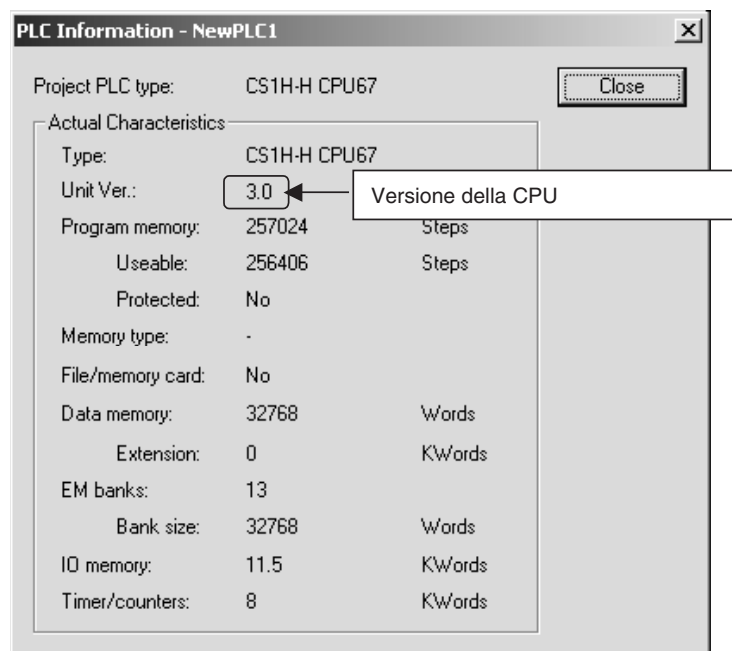 PLC Information - NewPLC1
Project PLC type: CS1H-H CPU67 Close
Actual Characteristics
Type: CS1H-H CPU67
Unit Ver.: 3.0 Versione della CPU
Program memory: 257024 Steps
Useable: 256406 Steps
Protected: No
Memory type: -
File/memory card: No
Data memory: 32768 Words
Extension: 0 KWords
EM banks: 13
Bank size: 32768 Words
IO memory: 11.5 KWords
Timer/counters: 8 KWords